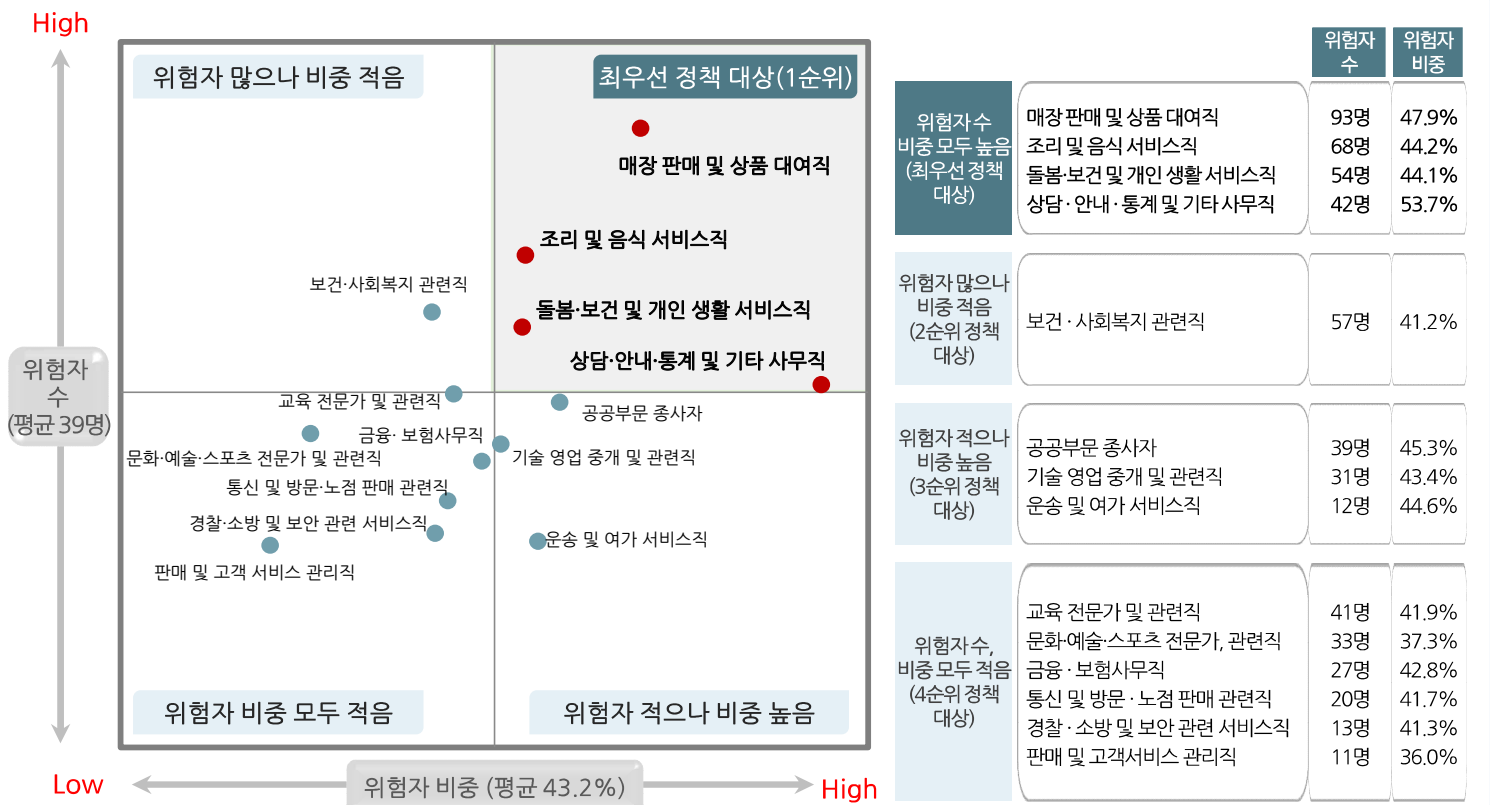 High
위험자 많으나 비중 적음
최우선 정책 대상(1순위)
매장 판매 및 상품 대여직
조리 및 음식 서비스직
보건·사회복지 관련직
돌봄·보건 및 개인 생활 서비스직
상담·안내·통계 및 기타 사무직
위험자
수
(평균 39명)
교육 전문가 및 관련직
공공부문 종사자
금융· 보험사무직
문화·예술·스포츠 전문가 및 관련직
기술 영업 중개 및 관련직
통신 및 방문·노점 판매 관련직
경찰·소방 및 보안 관련 서비스직
운송 및 여가 서비스직
판매 및 고객 서비스 관리직
위험자 비중 모두 적음
위험자 적으나 비중 높음
Low
위험자 비중 (평균 43.2%)
High
위험자
수
위험자
비중
위험자 수
비중 모두 높음
(최우선 정책
대상)
매장 판매 및 상품 대여직 93명 47.9%
조리 및 음식 서비스직 68명 44.2%
돌봄·보건 및 개인 생활 서비스직 54명 44.1%
상담 · 안내 · 통계 및 기타 사무직 42명 53.7%
위험자 많으나
비중 적음
(2순위 정책
대상)
보건 · 사회복지 관련직 57명 41.2%
위험자 적으나
비중 높음
(3순위 정책
대상)
공공부문 종사자 39명 45.3%
기술 영업 중개 및 관련직 31명 43.4%
운송 및 여가 서비스직 12명 44.6%
위험자 수,
비중 모두 적음
(4순위 정책
대상)
교육 전문가 및 관련직 41명 41.9%
문화·예술·스포츠 전문가, 관련직 33명 37.3%
금융 · 보험사무직 27명 42.8%
통신 및 방문 · 노점 판매 관련직 20명 41.7%
경찰 · 소방 및 보안 관련 서비스직 13명 41.3%
판매 및 고객서비스 관리직 11명 36.0%